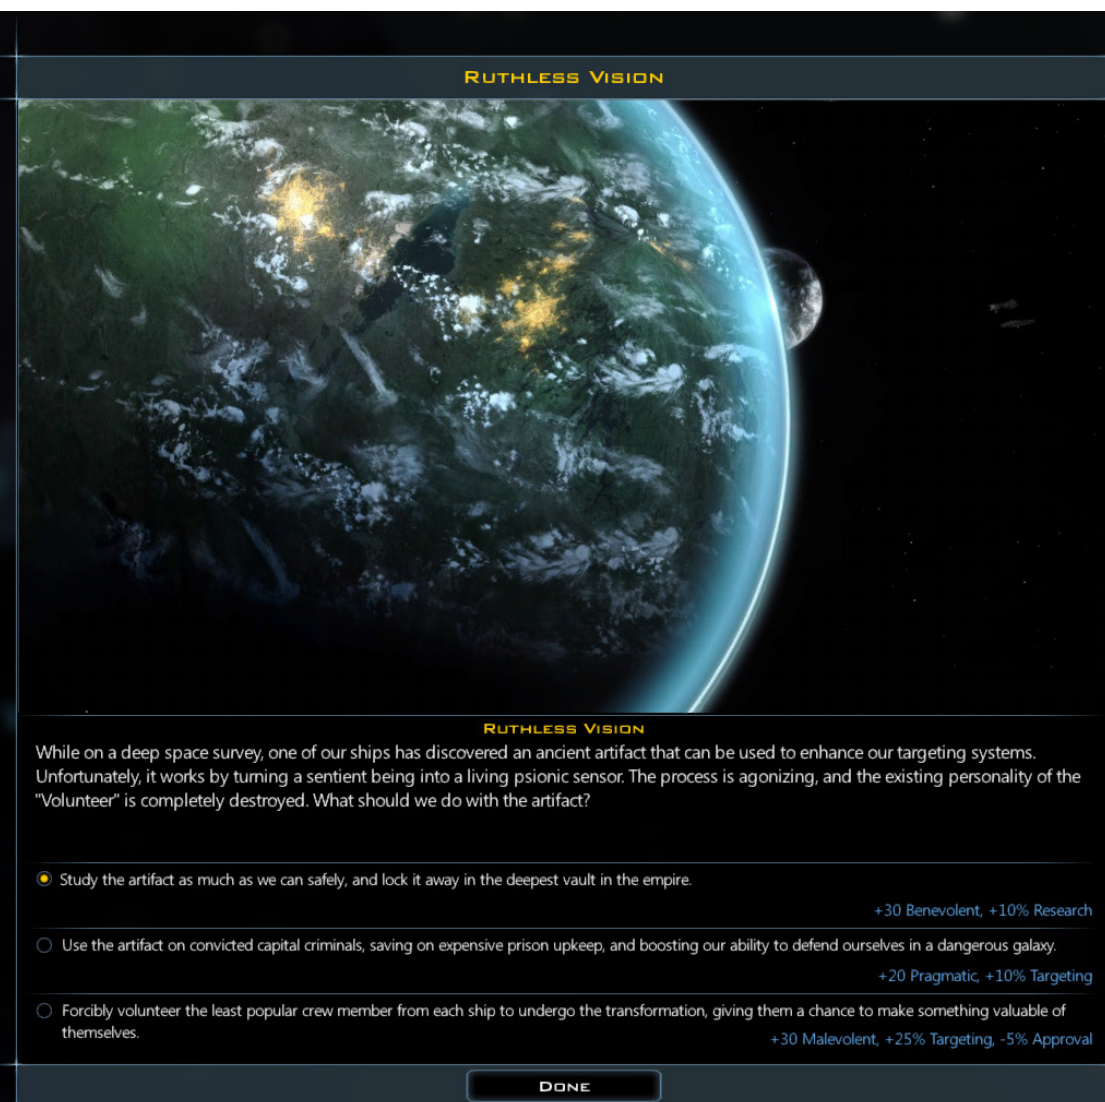 RUTHLESS VISION
RUTHLESS VISION
While on a deep space survey, one of our ships has discovered an ancient artifact that can be used to enhance our targeting systems.
Unfortunately, it works by turning a sentient being into a living psionic sensor. The process is agonizing, and the existing personality of the
"Volunteer" is completely destroyed. What should we do with the artifact?
Study the artifact as much as we can safely, and lock it away in the deepest vault in the empire.
+30 Benevolent, +10% Research
Use the artifact on convicted capital criminals, saving on expensive prison upkeep, and boosting our ability to defend ourselves in a dangerous galaxy.
+20 Pragmatic, +10% Targeting
Forcibly volunteer the least popular crew member from each ship to undergo the transformation, giving them a chance to make something valuable of
themselves.
+30 Malevolent, +25% Targeting, -5% Approval
DONE